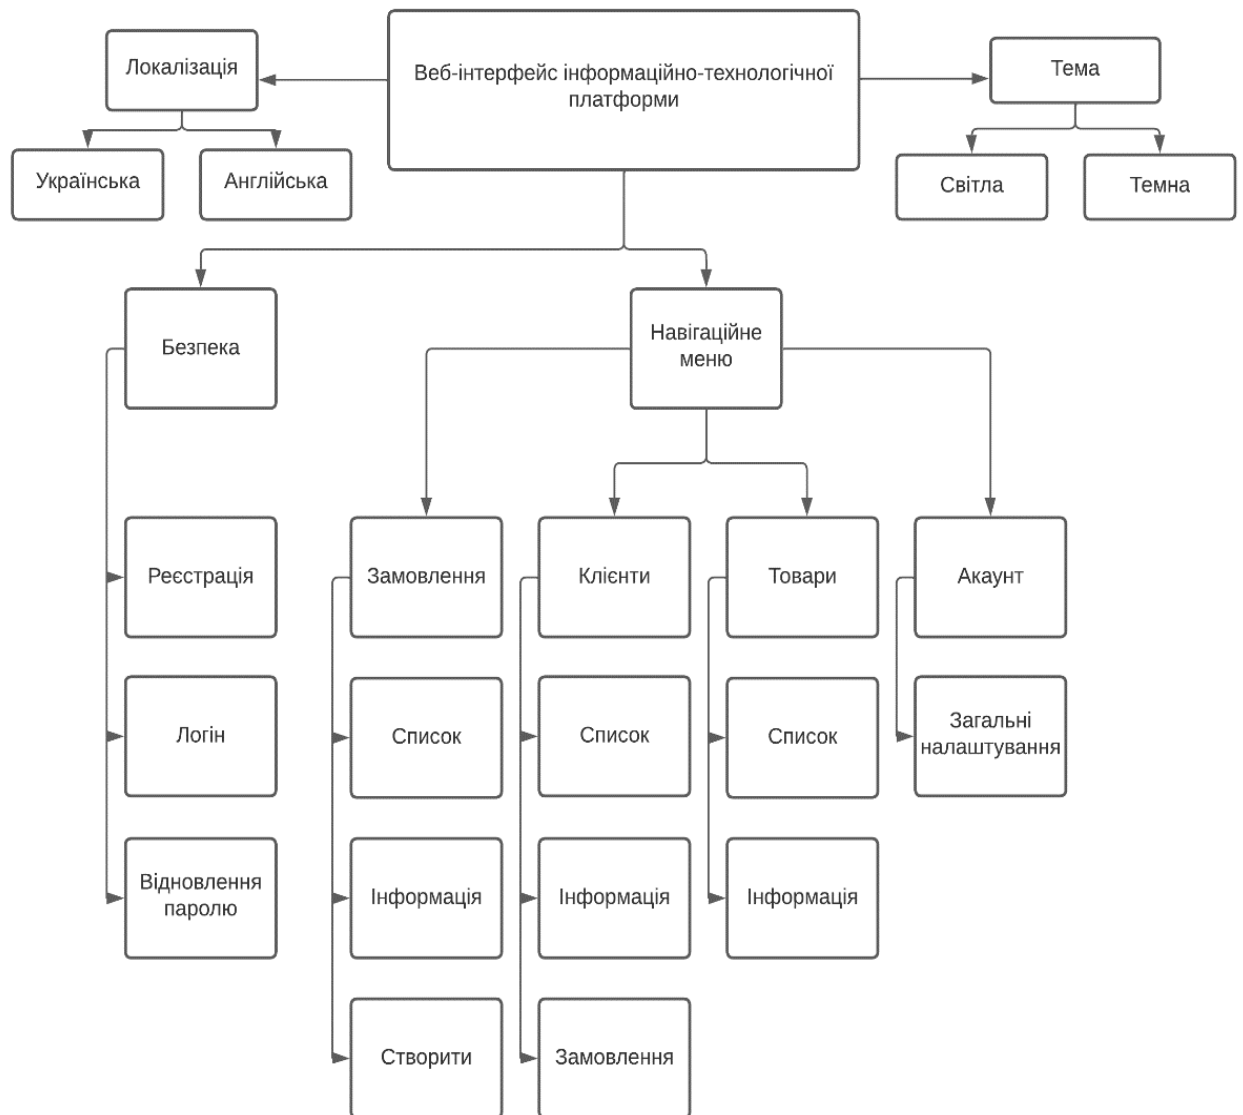 Локалізація
Веб-інтерфейс інформаційно-технологічної
платформи
Тема
Українська
Англійська
Світла
Темна
Безпека
Навігаційне
меню
Реєстрація
Замовлення
Клієнти
Товари
Акаунт
Логін
Список
Список
Список
Загальні
налаштування
Відновлення
паролю
Інформація
Інформація
Інформація
Створити
Замовлення